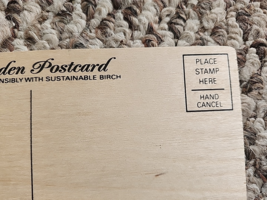 den Postcard
NSIBLY WITH SUSTAINABLE BIRCH
PLACE
STAMP
HERE
HAND
CANCEL